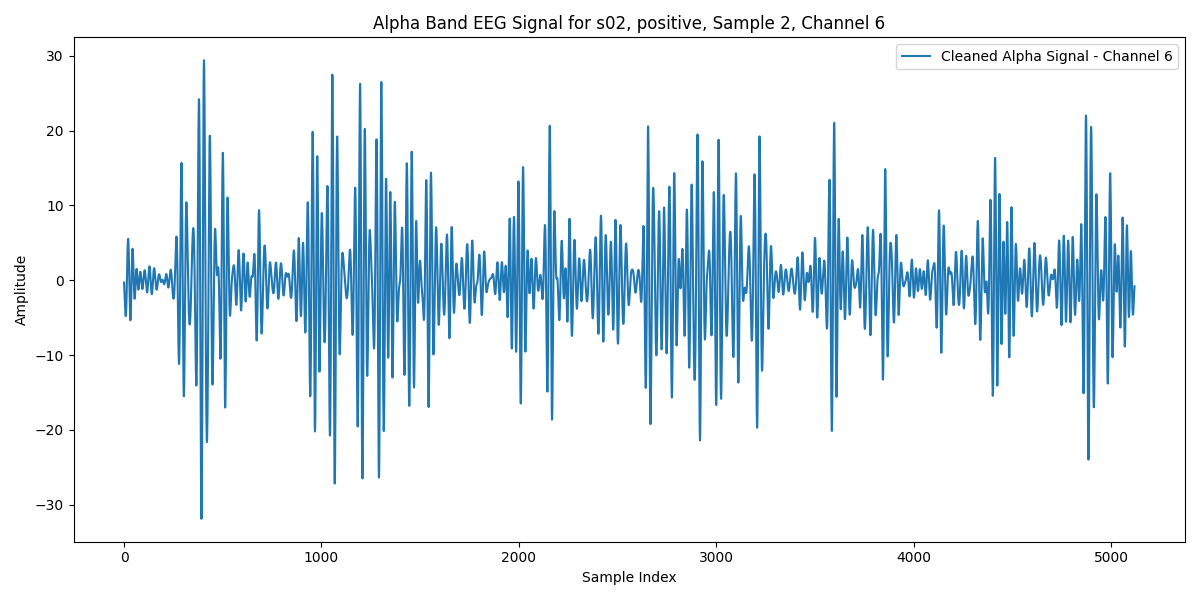 Alpha Band EEG Signal for s02, positive, Sample 2, Channel 6
Cleaned Alpha Signal - Channel 6
30
20
10
0
−10
−20
−30
Amplitude
0 1000 2000 3000 4000 5000
Sample Index